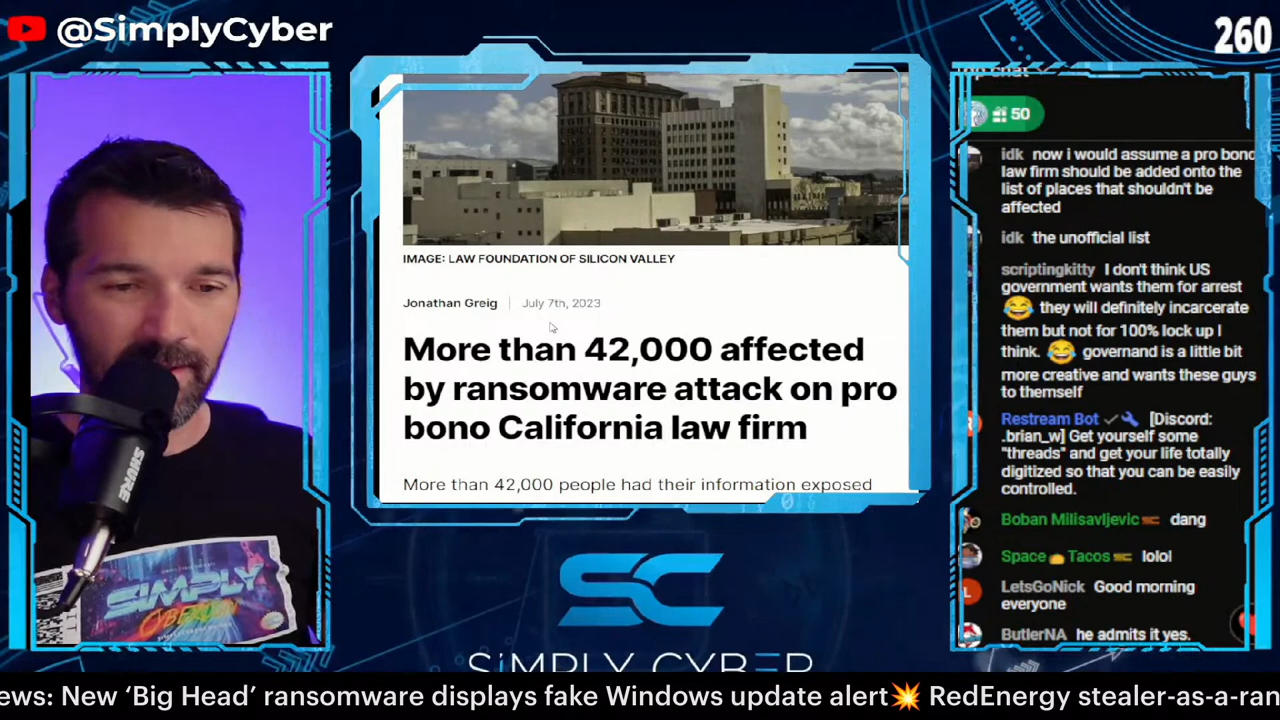 @SimplyCyber
260
50
IMAGE: LAW FOUNDATION OF SILICON VALLEY
Jonathan Greig | July 7th, 2023
More than 42,000 affected
by ransomware attack on pro
bono California law firm
More than 42,000 people had their information exposed
idk now i would assume a pro bono
law firm should be added onto the
list of places that shouldn't be
affected
idk the unofficial list
scriptingkitty I don't think US
government wants them for arrest
😂 they will definitely incarcerate
them but not for 100% lock up I
think. 😂 governand is a little bit
more creative and wants these guys
to themself
Restream Bot [Discord:
.brian_w] Get yourself some
"threads" and get your life totally
digitized so that you can be easily
controlled.
Boban Milisavljevic dang
Space🌮Tacos lolol
LetsGoNick Good morning
everyone
ButlerNA he admits it yes.
SHURE
SIMPLY
SC
SIMPLY CYBER
ews: New ‘Big Head’ ransomware displays fake Windows update alert💥 RedEnergy stealer-as-a-ran